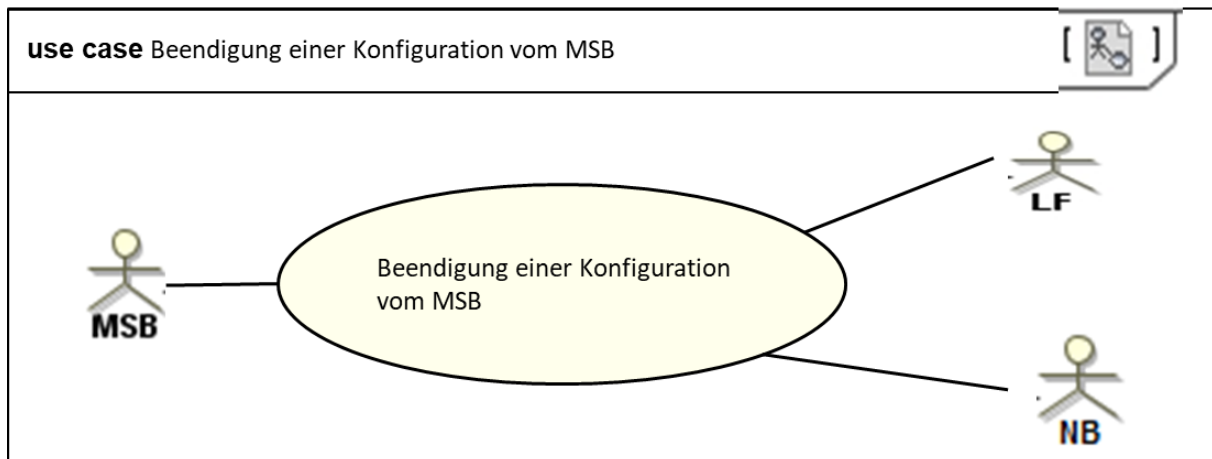 use case Beendigung einer Konfiguration vom MSB
[ ]
LF
Beendigung einer Konfiguration
vom MSB
MSB
NB